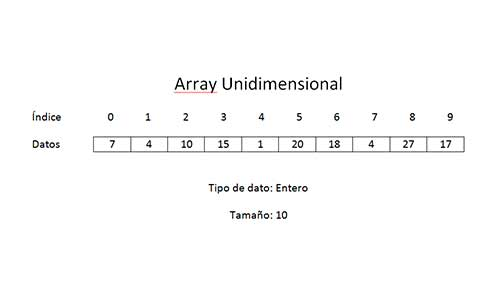 Array Unidimensional
Índice 0 1 2 3 4 5 6 7 8 9
Datos 7 4 10 15 1 20 18 4 27 17
Tipo de dato: Entero
Tamaño: 10